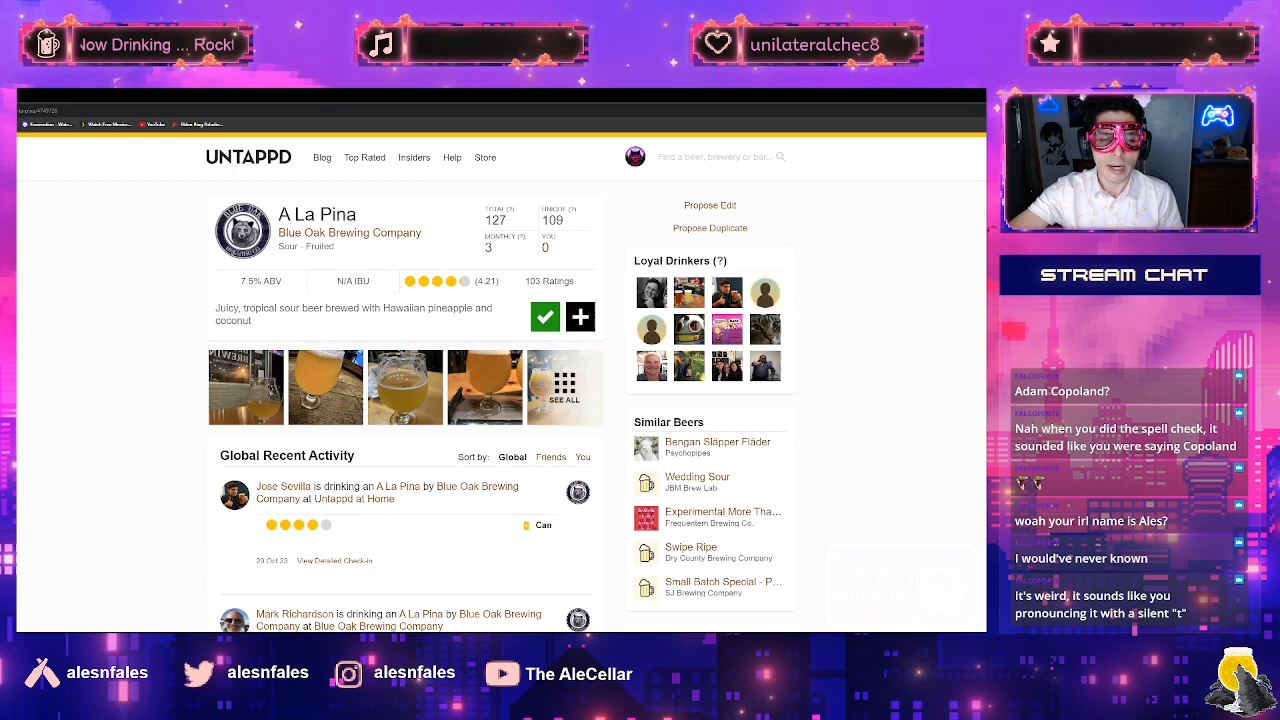 Now Drinking ... Rockt
unilateralchec8
UNTAPPD
Blog
Top Rated
Insiders
Help
Store
Find a beer, brewery or bar...
A La Pina
Blue Oak Brewing Company
Sour - Fruited
TOTAL (?)
127
UNIQUE (?)
109
MONTHLY (?)
3
YOU
0
7.5% ABV
N/A IBU
(4.21)
103 Ratings
Juicy, tropical sour beer brewed with Hawaiian pineapple and
coconut
SEE ALL
Global Recent Activity
Sort by:
Global
Friends
You
Jose Sevilla is drinking an A La Pina by Blue Oak Brewing
Company at Untappd at Home
Can
29 Oct 23
View Detailed Check-in
Mark Richardson is drinking an A La Pina by Blue Oak Brewing
Company at Blue Oak Brewing Company
Propose Edit
Propose Duplicate
Loyal Drinkers (?)
Similar Beers
Bengan Släpper Fläder
Psychopipes
Wedding Sour
JBM Brew Lab
Experimental More Tha...
Frequentem Brewing Co.
Swipe Ripe
Dry County Brewing Company
Small Batch Special - P...
SJ Brewing Company
STREAM CHAT
FALCOFORTE
Adam Copoland?
FALCOFORTE
Nah when you did the spell check, it
sounded like you were saying Copoland
FALCOFORTE
FALCOFORTE
woah your irl name is Ales?
FALCOFORTE
I would've never known
FALCOFORTE
It's weird, it sounds like you
pronouncing it with a silent "t"
alesnfales
alesnfales
alesnfales
The AleCellar